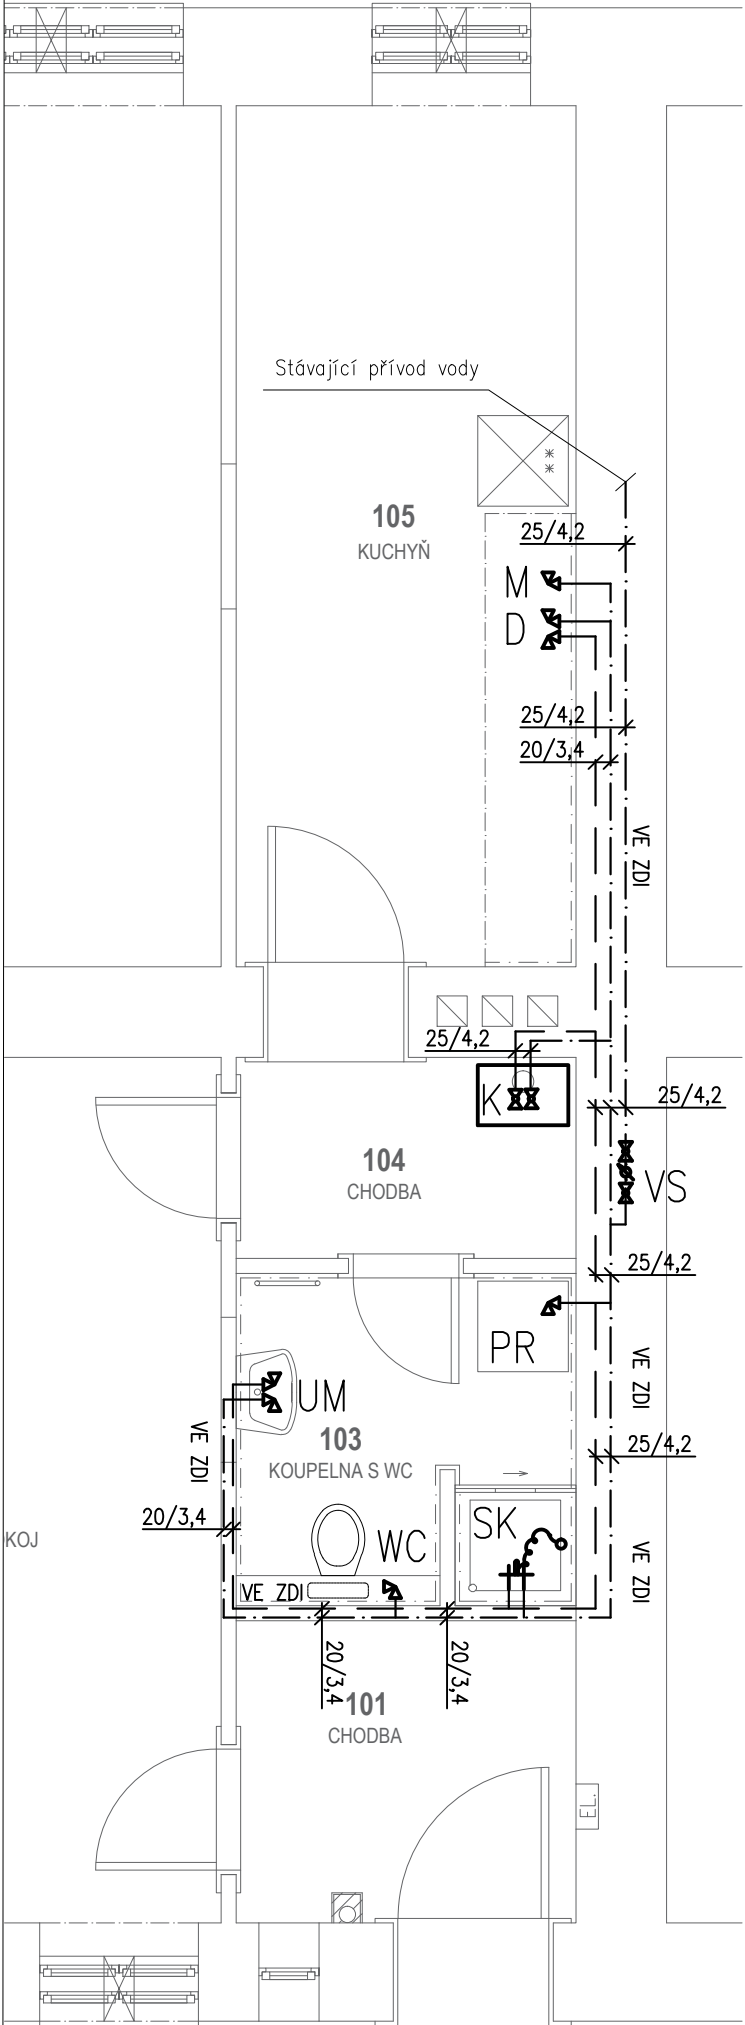 Stávající přívod vody
105
KUCHYŇ
25/4,2
M
D
25/4,2
20/3,4
VE ZDI
25/4,2
K
25/4,2
104
CHODBA
VS
25/4,2
PR
VE ZDI
UM
103
KOUPELNA S WC
VE ZDI
25/4,2
20/3,4
SK
WC
KOJ
VE ZDI
VE ZDI
20/3,4
20/3,4
101
CHODBA
EL.